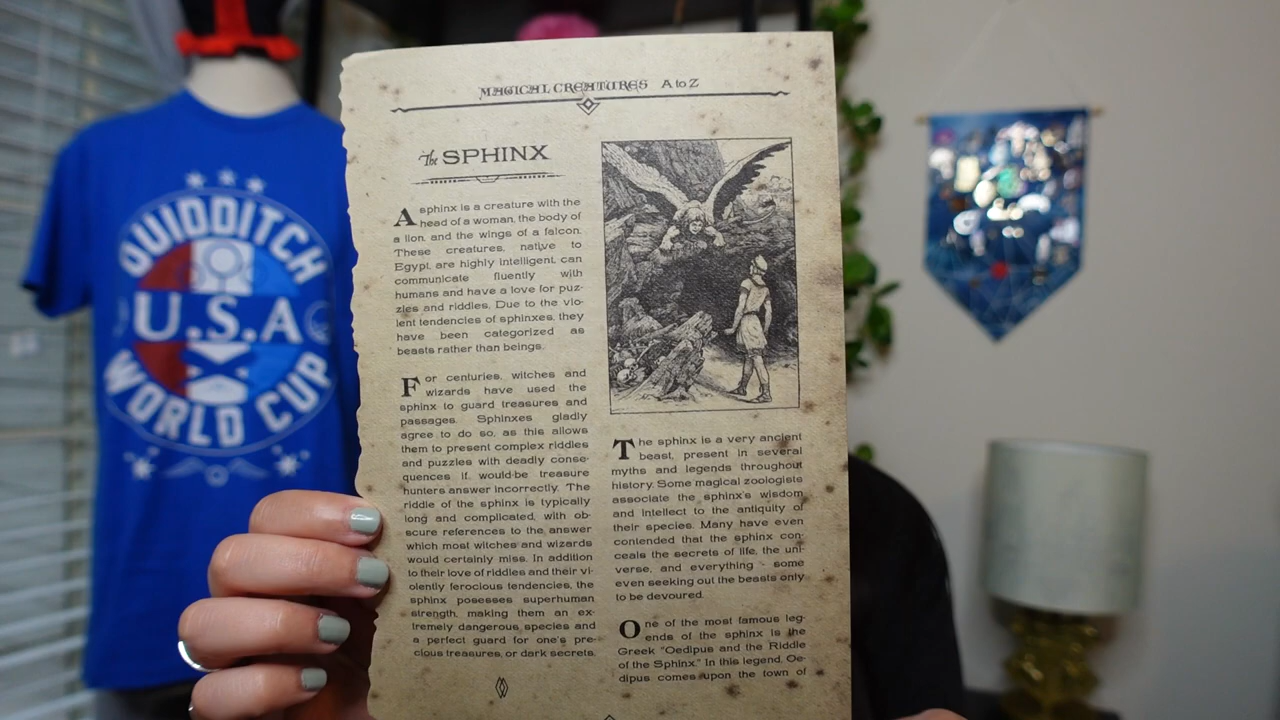 MAGICAL CREATURES A to Z
The SPHINX
A sphinx is a creature with the
head of a woman, the body of
a lion, and the wings of a falcon.
These creatures, native to
Egypt, are highly intelligent, can
communicate fluently with
humans and have a love for puz-
zles and riddles. Due to the vio-
lent tendencies of sphinxes, they
have been categorized as
beasts rather than beings.
For centuries, witches and
wizards have used the
sphinx to guard treasures and
passages. Sphinxes gladly
agree to do so, as this allows
them to present complex riddles
and puzzles with deadly conse-
quences if would-be treasure
hunters answer incorrectly. The
riddle of the sphinx is typically
long and complicated, with ob-
scure references to the answer
which most witches and wizards
would certainly miss. In addition
to their love of riddles and their vi-
olently ferocious tendencies, the
sphinx posesses superhuman
strength, making them an ex-
tremely dangerous species and
a perfect guard for one's pre-
cious treasures, or dark secrets.
The sphinx is a very ancient
beast, present in several
myths and legends throughout
history. Some magical zoologists
associate the sphinx's wisdom
and intellect to the antiquity of
their species. Many have even
contended that the sphinx con-
ceals the secrets of life, the uni-
verse, and everything - some
even seeking out the beasts only
to be devoured.
One of the most famous leg-
ends of the sphinx is the
Greek "Oedipus and the Riddle
of the Sphinx." In this legend, Oe-
dipus comes upon the town of
QUIDDITCH
U.S.A
WORLD CUP